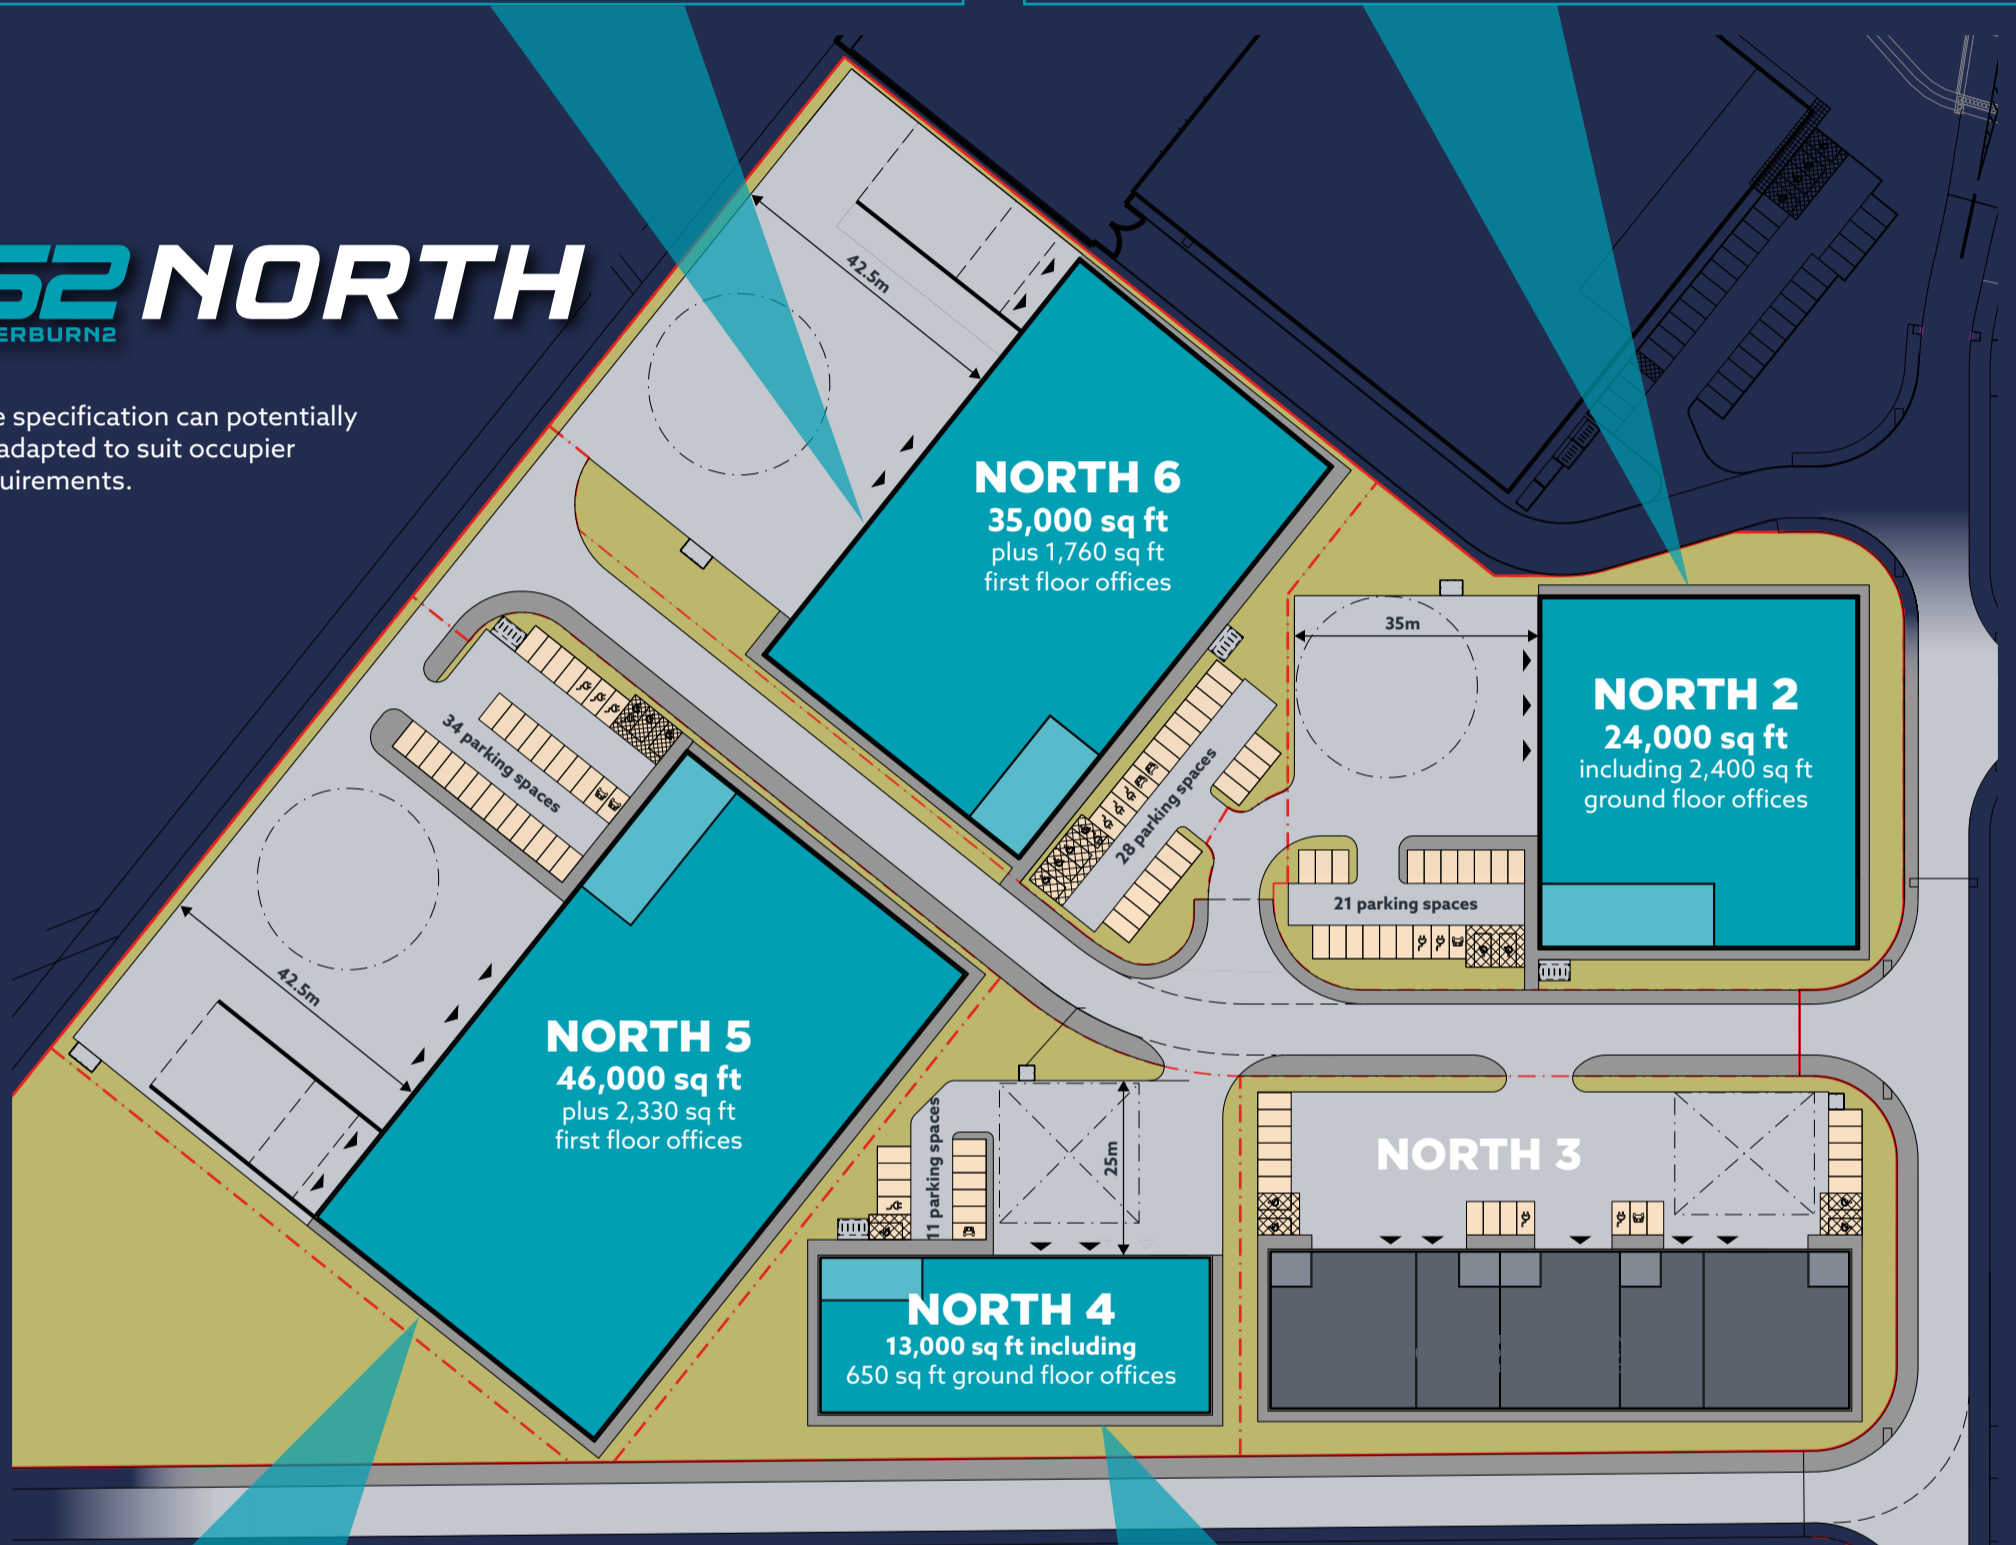 NORTH
ERBURN2
specification can potentially
adapted to suit occupier
uirements.
42.5m
NORTH 6
35,000 sq ft
plus 1,760 sq ft
first floor offices
35m
NORTH 2
24,000 sq ft
including 2,400 sq ft
ground floor offices
34 parking spaces
28 parking spaces
21 parking spaces
42.5m
NORTH 5
46,000 sq ft
plus 2,330 sq ft
first floor offices
11 parking spaces
25m
NORTH 3
NORTH 4
13,000 sq ft including
650 sq ft ground floor offices